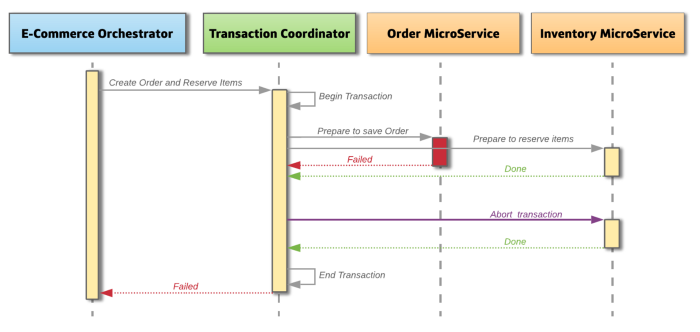 E-Commerce Orchestrator
Transaction Coordinator
Order MicroService
Inventory MicroService
Create Order and Reserve Items
Begin Transaction
Prepare to save Order
Prepare to reserve items
Failed
Done
Abort transaction
Done
End Transaction
Failed